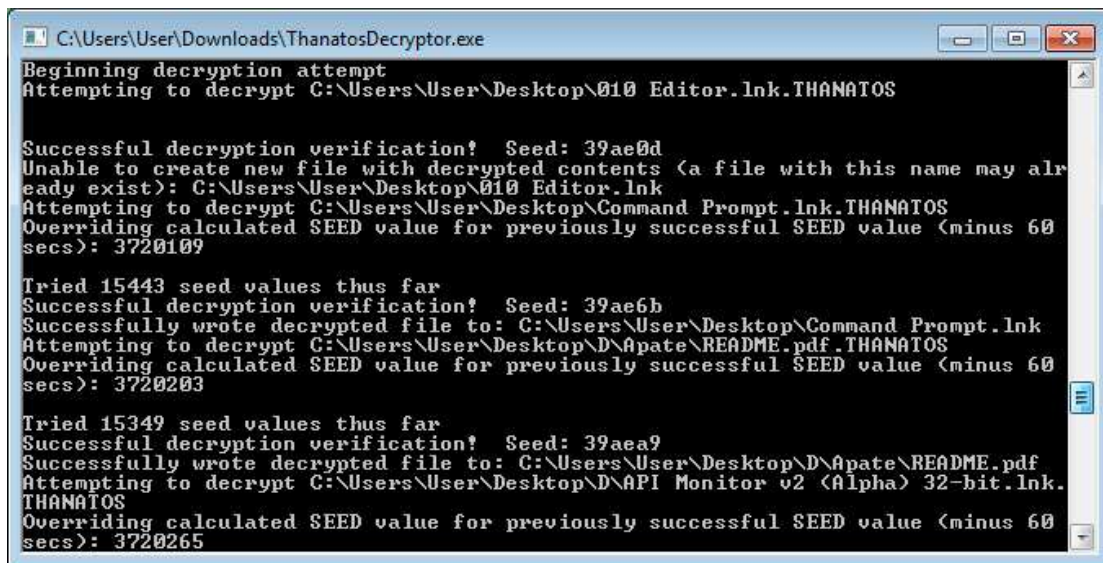 C:\Users\User\Downloads\ThanatosDecryptor.exe
Beginning decryption attempt
Attempting to decrypt C:\Users\User\Desktop\010 Editor.lnk.THANATOS
Successful decryption verification!  Seed: 39ae0d
Unable to create new file with decrypted contents (a file with this name may alr
eady exist): C:\Users\User\Desktop\010 Editor.lnk
Attempting to decrypt C:\Users\User\Desktop\Command Prompt.lnk.THANATOS
Overriding calculated SEED value for previously successful SEED value (minus 60
secs): 3720109
Tried 15443 seed values thus far
Successful decryption verification!  Seed: 39ae6b
Successfully wrote decrypted file to: C:\Users\User\Desktop\Command Prompt.lnk
Attempting to decrypt C:\Users\User\Desktop\D\Apate\README.pdf.THANATOS
Overriding calculated SEED value for previously successful SEED value (minus 60
secs): 3720203
Tried 15349 seed values thus far
Successful decryption verification!  Seed: 39aea9
Successfully wrote decrypted file to: C:\Users\User\Desktop\D\Apate\README.pdf
Attempting to decrypt C:\Users\User\Desktop\D\API Monitor v2 (Alpha) 32-bit.lnk.
THANATOS
Overriding calculated SEED value for previously successful SEED value (minus 60
secs): 3720265